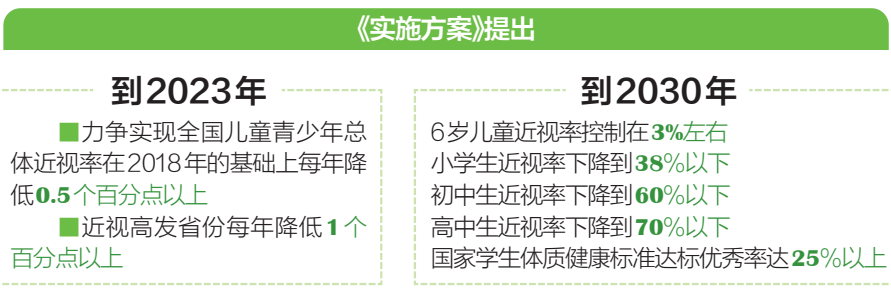 《实施方案》提出
到2023年
■力争实现全国儿童青少年总
体近视率在2018年的基础上每年降
低0.5个百分点以上
■近视高发省份每年降低1个
百分点以上
到2030年
6岁儿童近视率控制在3%左右
小学生近视率下降到38%以下
初中生近视率下降到60%以下
高中生近视率下降到70%以下
国家学生体质健康标准达标优秀率达25%以上